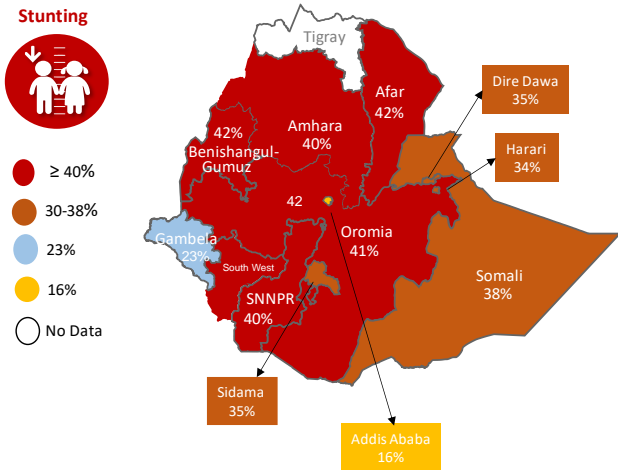 Stunting
≥ 40%
30-38%
23%
16%
No Data
Tigray
Afar
42%
Amhara
40%
42%
Benishangul-
Gumuz
42
Gambela
23%
Oromia
41%
South West
SNNPR
40%
Somali
38%
Dire Dawa
35%
Harari
34%
Sidama
35%
Addis Ababa
16%